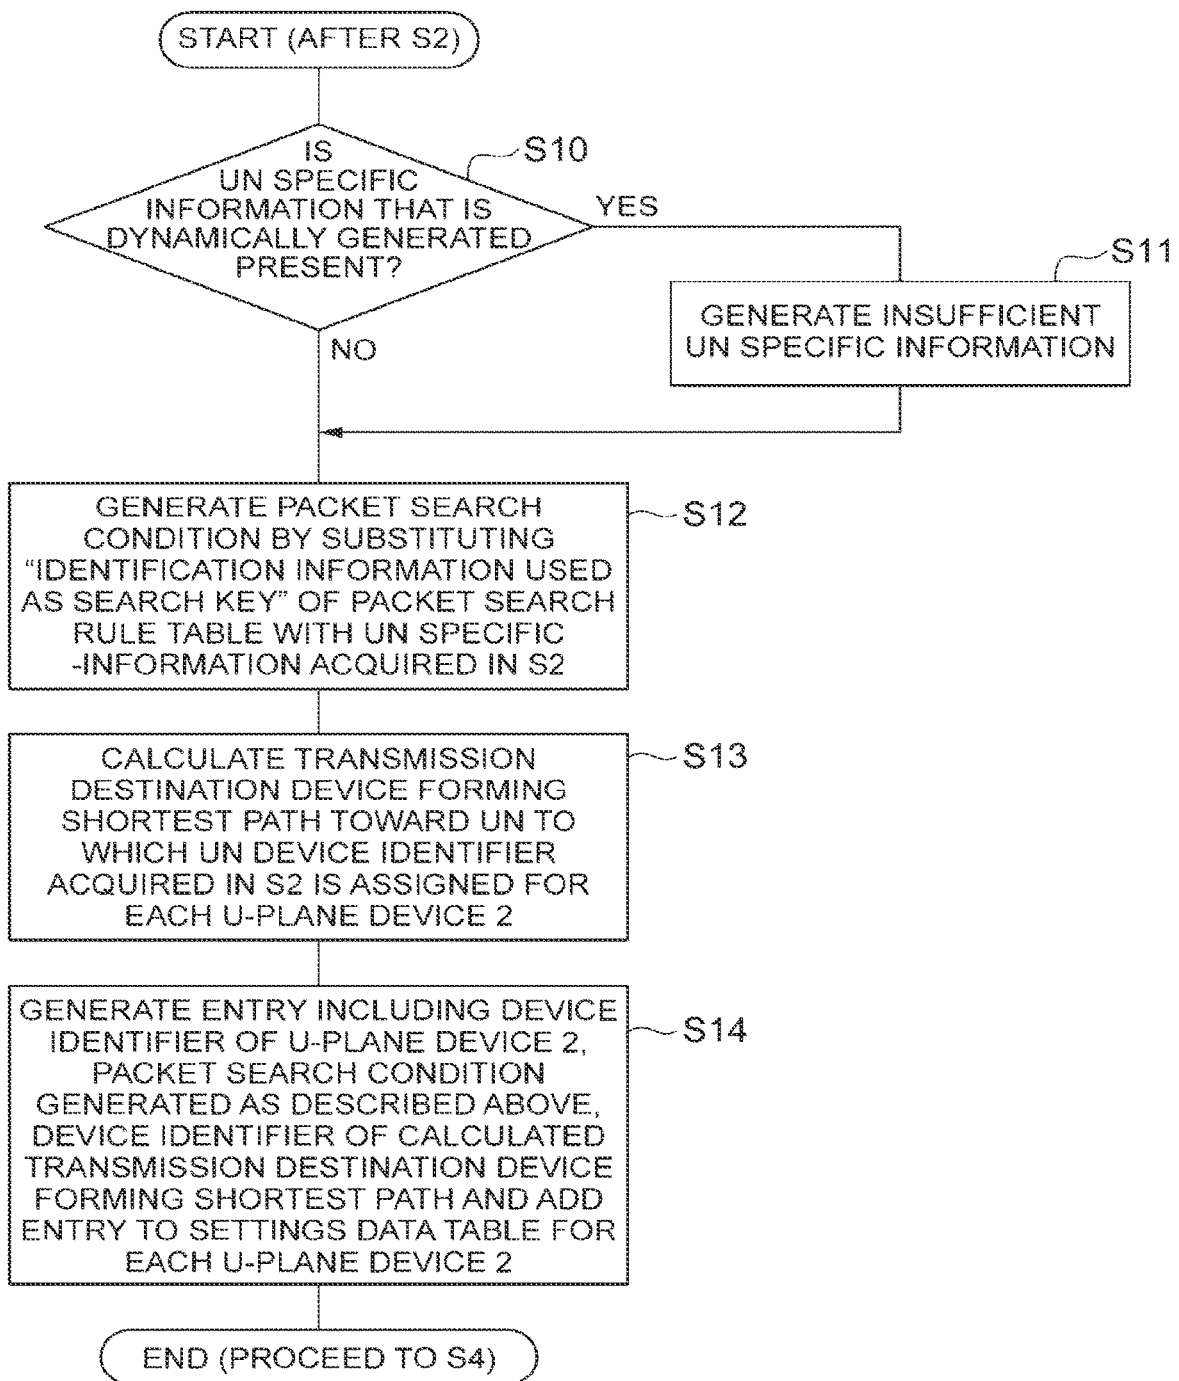 START (AFTER S2)
IS
UN SPECIFIC
INFORMATION THAT IS
DYNAMICALLY GENERATED
PRESENT?
S10
YES
S11
GENERATE INSUFFICIENT
UN SPECIFIC INFORMATION
NO
GENERATE PACKET SEARCH
CONDITION BY SUBSTITUTING
“IDENTIFICATION INFORMATION USED
AS SEARCH KEY” OF PACKET SEARCH
RULE TABLE WITH UN SPECIFIC
-INFORMATION ACQUIRED IN S2
S12
CALCULATE TRANSMISSION
DESTINATION DEVICE FORMING
SHORTEST PATH TOWARD UN TO
WHICH UN DEVICE IDENTIFIER
ACQUIRED IN S2 IS ASSIGNED FOR
EACH U-PLANE DEVICE 2
S13
GENERATE ENTRY INCLUDING DEVICE
IDENTIFIER OF U-PLANE DEVICE 2,
PACKET SEARCH CONDITION
GENERATED AS DESCRIBED ABOVE,
DEVICE IDENTIFIER OF CALCULATED
TRANSMISSION DESTINATION DEVICE
FORMING SHORTEST PATH AND ADD
ENTRY TO SETTINGS DATA TABLE FOR
EACH U-PLANE DEVICE 2
S14
END (PROCEED TO S4)